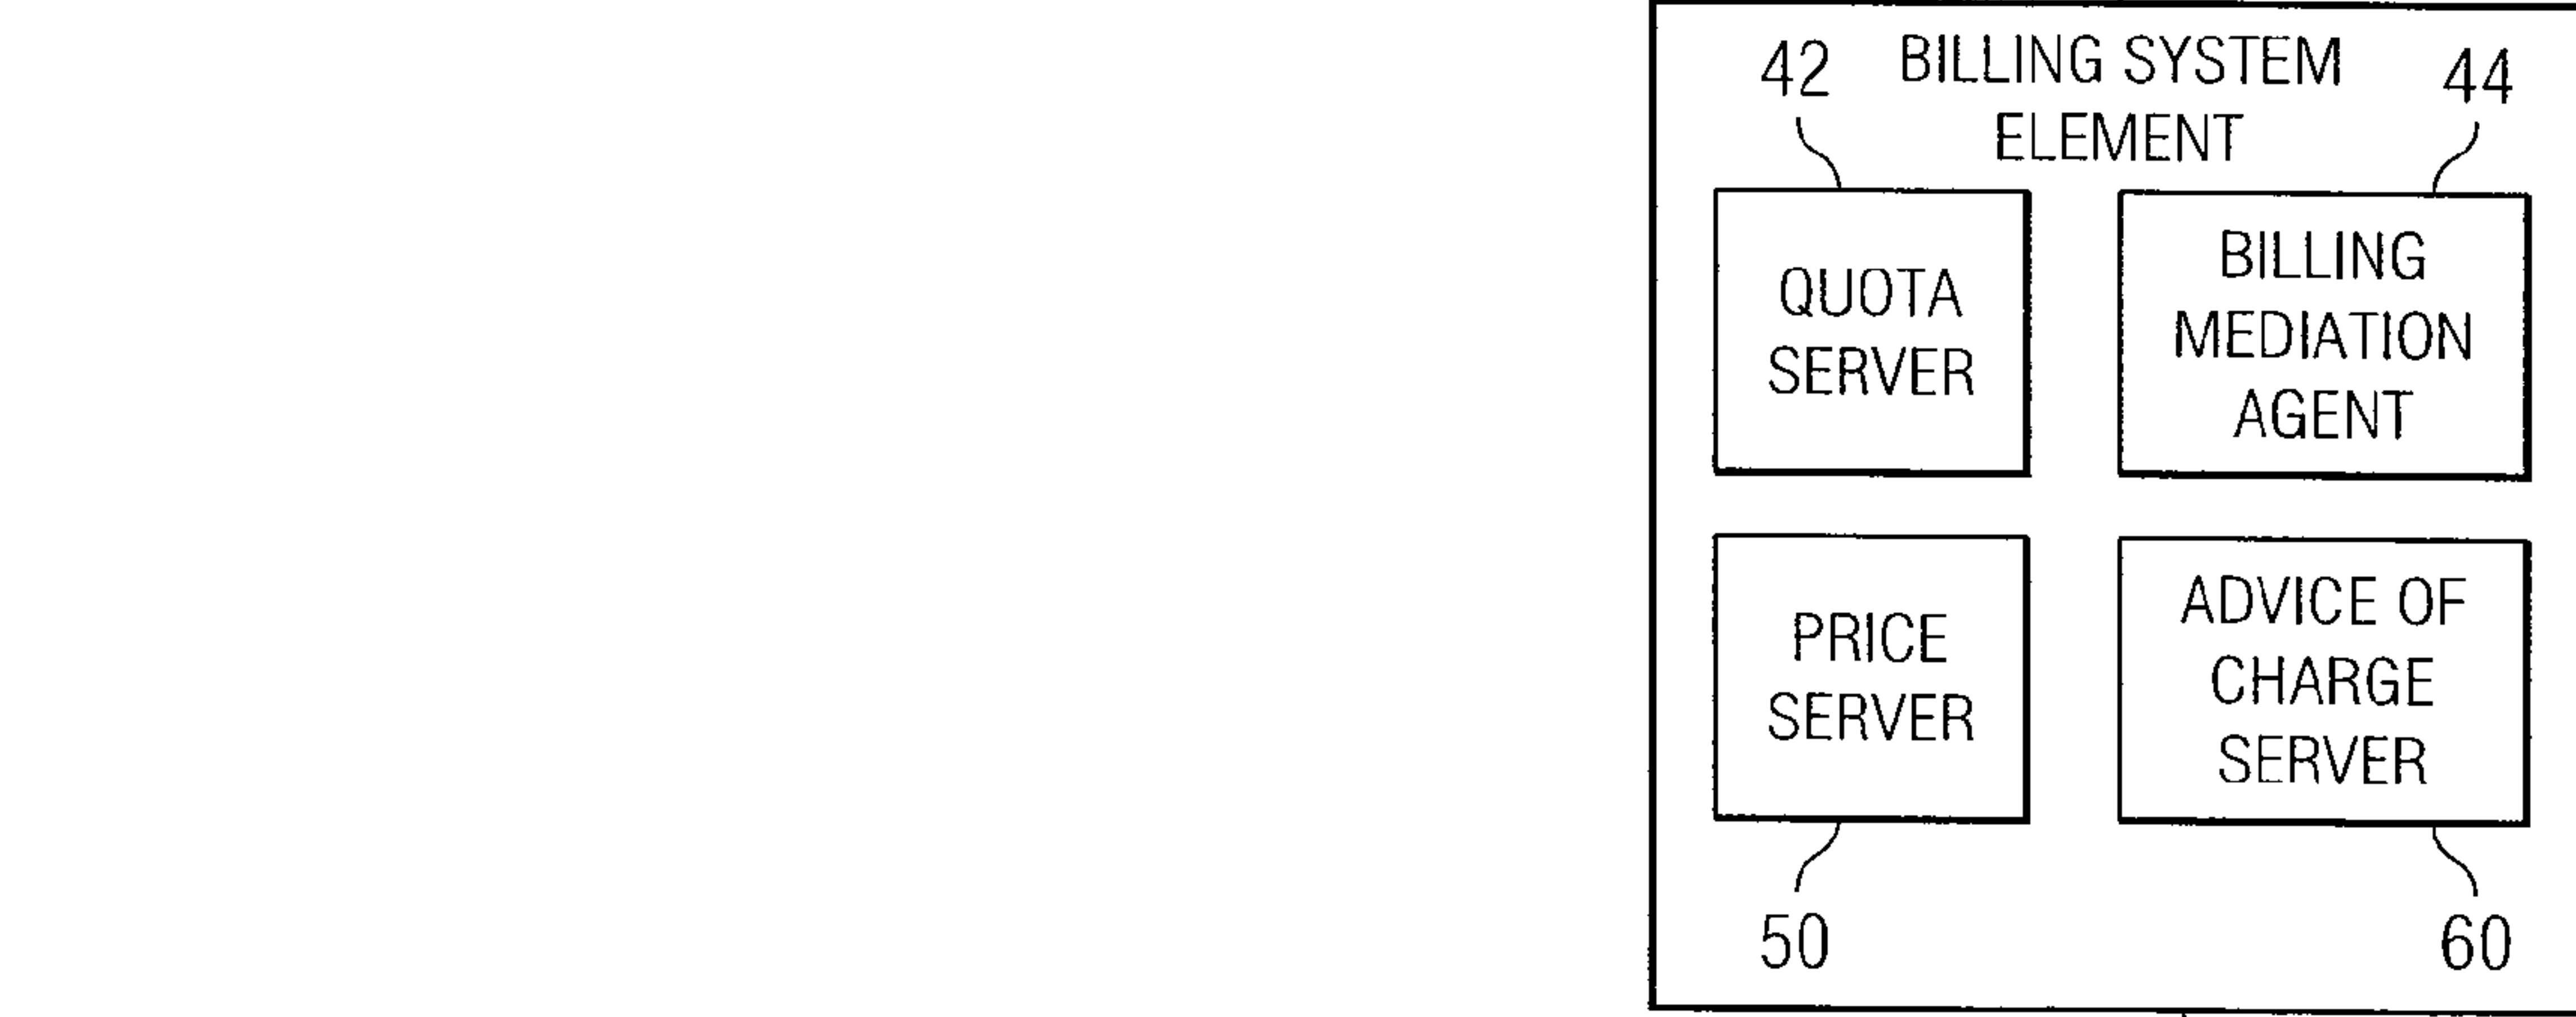 BILLING SYSTEM
ELEMENT
42
44
QUOTA
SERVER
BILLING
MEDIATION
AGENT
PRICE
SERVER
ADVICE OF
CHARGE
SERVER
50
60